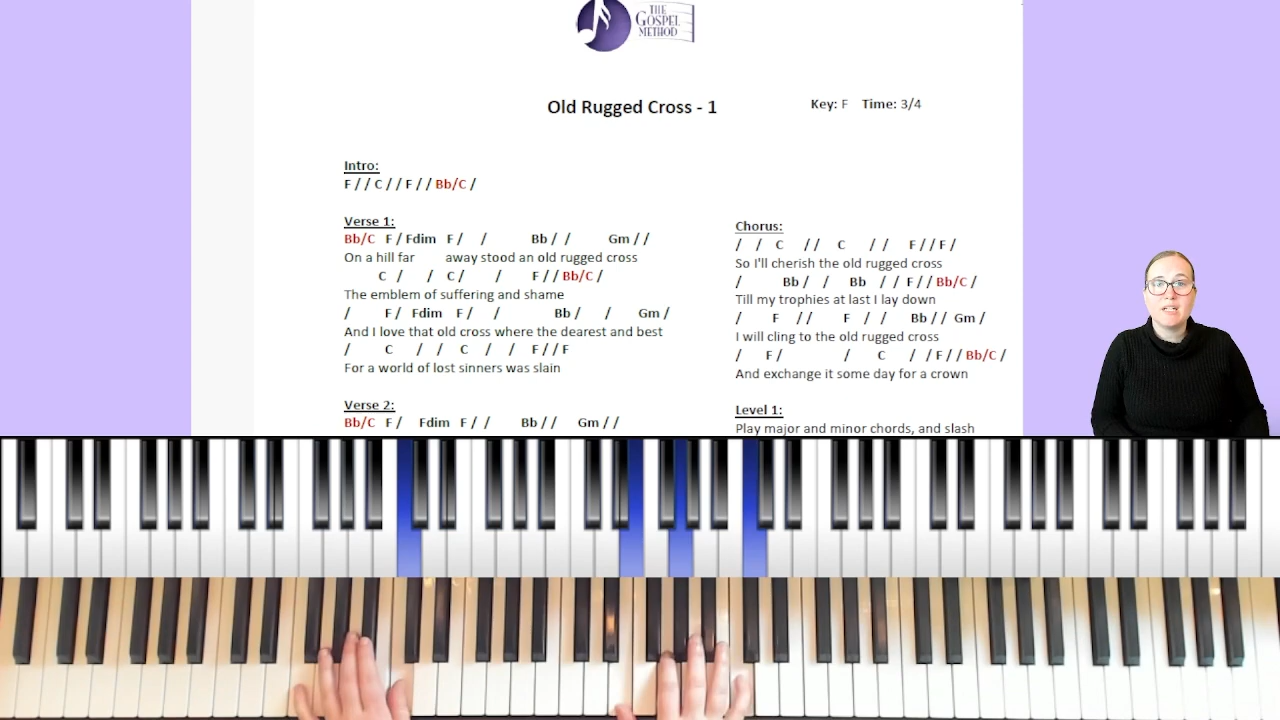 THE
GOSPEL
METHOD
Old Rugged Cross - 1
Key: F Time: 3/4
Intro:
F / / C / / F / / Bb/C /
Verse 1:
Bb/C F / Fdim F / / Bb / / Gm / /
On a hill far away stood an old rugged cross
C / / C / / F / / Bb/C /
The emblem of suffering and shame
/ F / Fdim F / / Bb / / Gm /
And I love that old cross where the dearest and best
/ C / / C / / F / / F
For a world of lost sinners was slain
Verse 2:
Bb/C F / Fdim F / / Bb / / Gm / /
Chorus:
/ / C / / C / / F / / F /
So I'll cherish the old rugged cross
/ Bb / / Bb / / F / / Bb/C /
Till my trophies at last I lay down
/ F / / F / / Bb / / Gm /
I will cling to the old rugged cross
/ F / / C / / F / / Bb/C /
And exchange it some day for a crown
Level 1:
Play major and minor chords, and slash